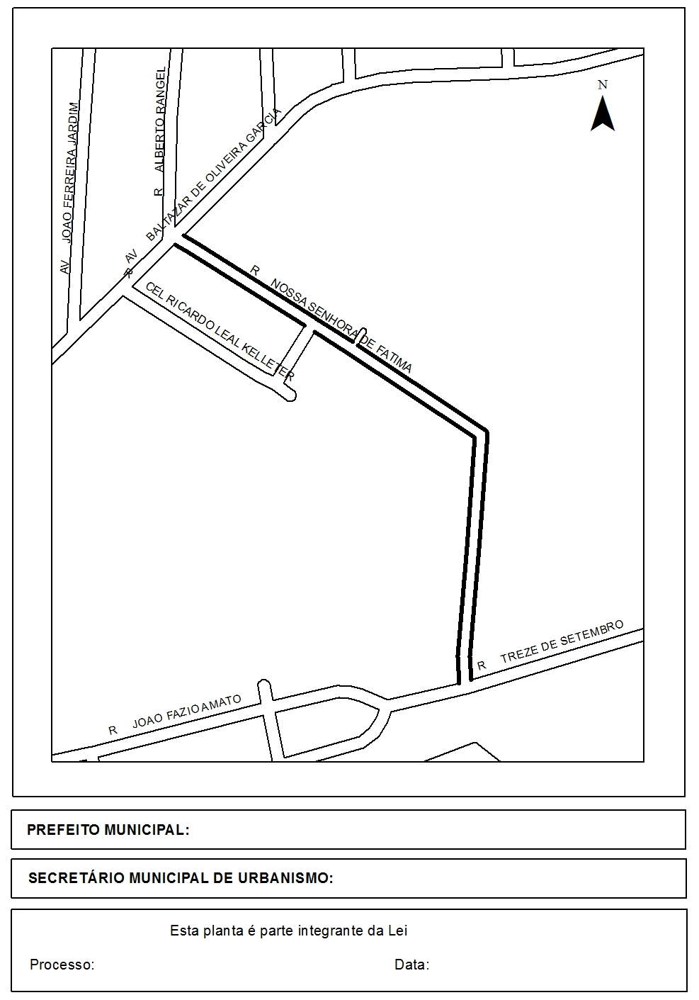 N
AV JOAO FERREIRA JARDIM
R ALBERTO RANGEL
AV BALTAZAR DE OLIVEIRA GARCIA
R CEL RICARDO LEAL KELLETER
R NOSSA SENHORA DE FATIMA
R TREZE DE SETEMBRO
R JOAO FAZIO AMATO
PREFEITO MUNICIPAL:
SECRETÁRIO MUNICIPAL DE URBANISMO:
Esta planta é parte integrante da Lei
Processo: Data: